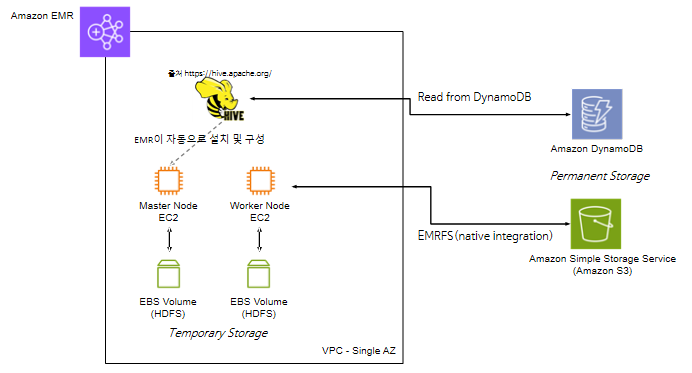 Amazon EMR
출처 https://hive.apache.org/
HIVE
Read from DynamoDB
EMR이 자동으로 설치 및 구성
Amazon DynamoDB
Permanent Storage
Master Node
EC2
Worker Node
EC2
EMRFS(native integration)
Amazon Simple Storage Service
(Amazon S3)
EBS Volume
(HDFS)
EBS Volume
(HDFS)
Temporary Storage
VPC - Single AZ